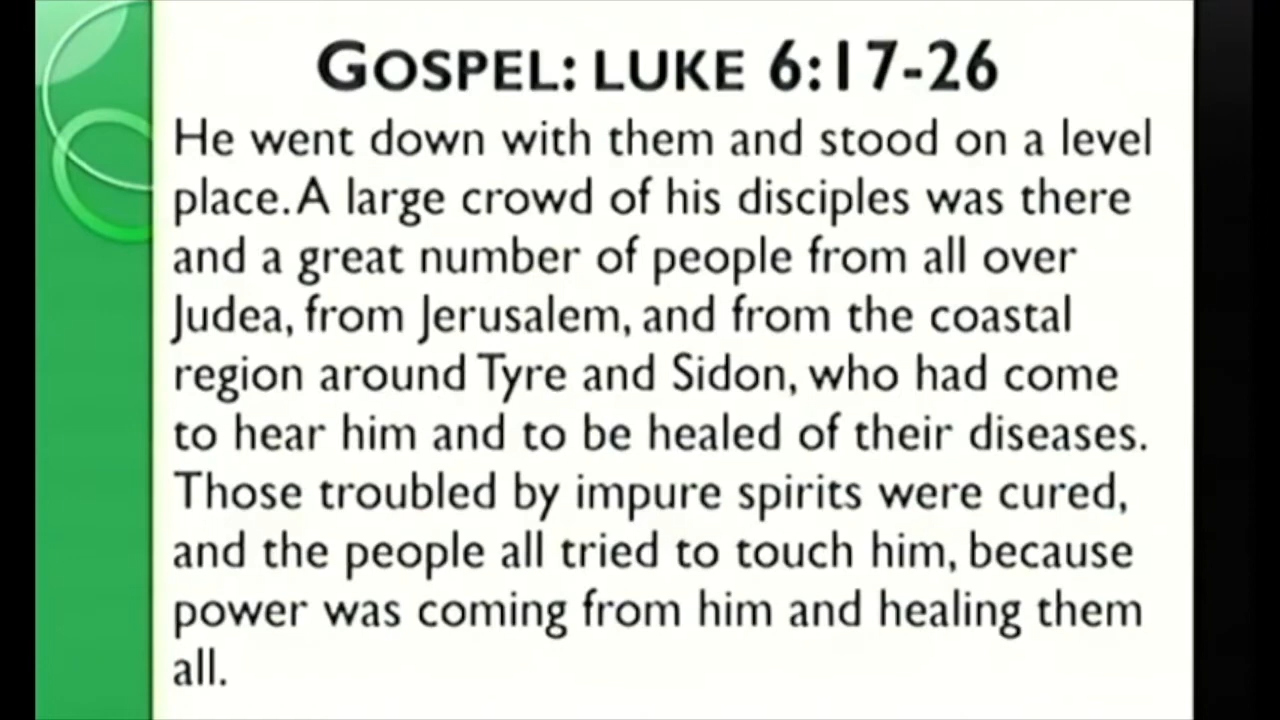 GOSPEL: LUKE 6:17-26
He went down with them and stood on a level
place. A large crowd of his disciples was there
and a great number of people from all over
Judea, from Jerusalem, and from the coastal
region around Tyre and Sidon, who had come
to hear him and to be healed of their diseases.
Those troubled by impure spirits were cured,
and the people all tried to touch him, because
power was coming from him and healing them
all.